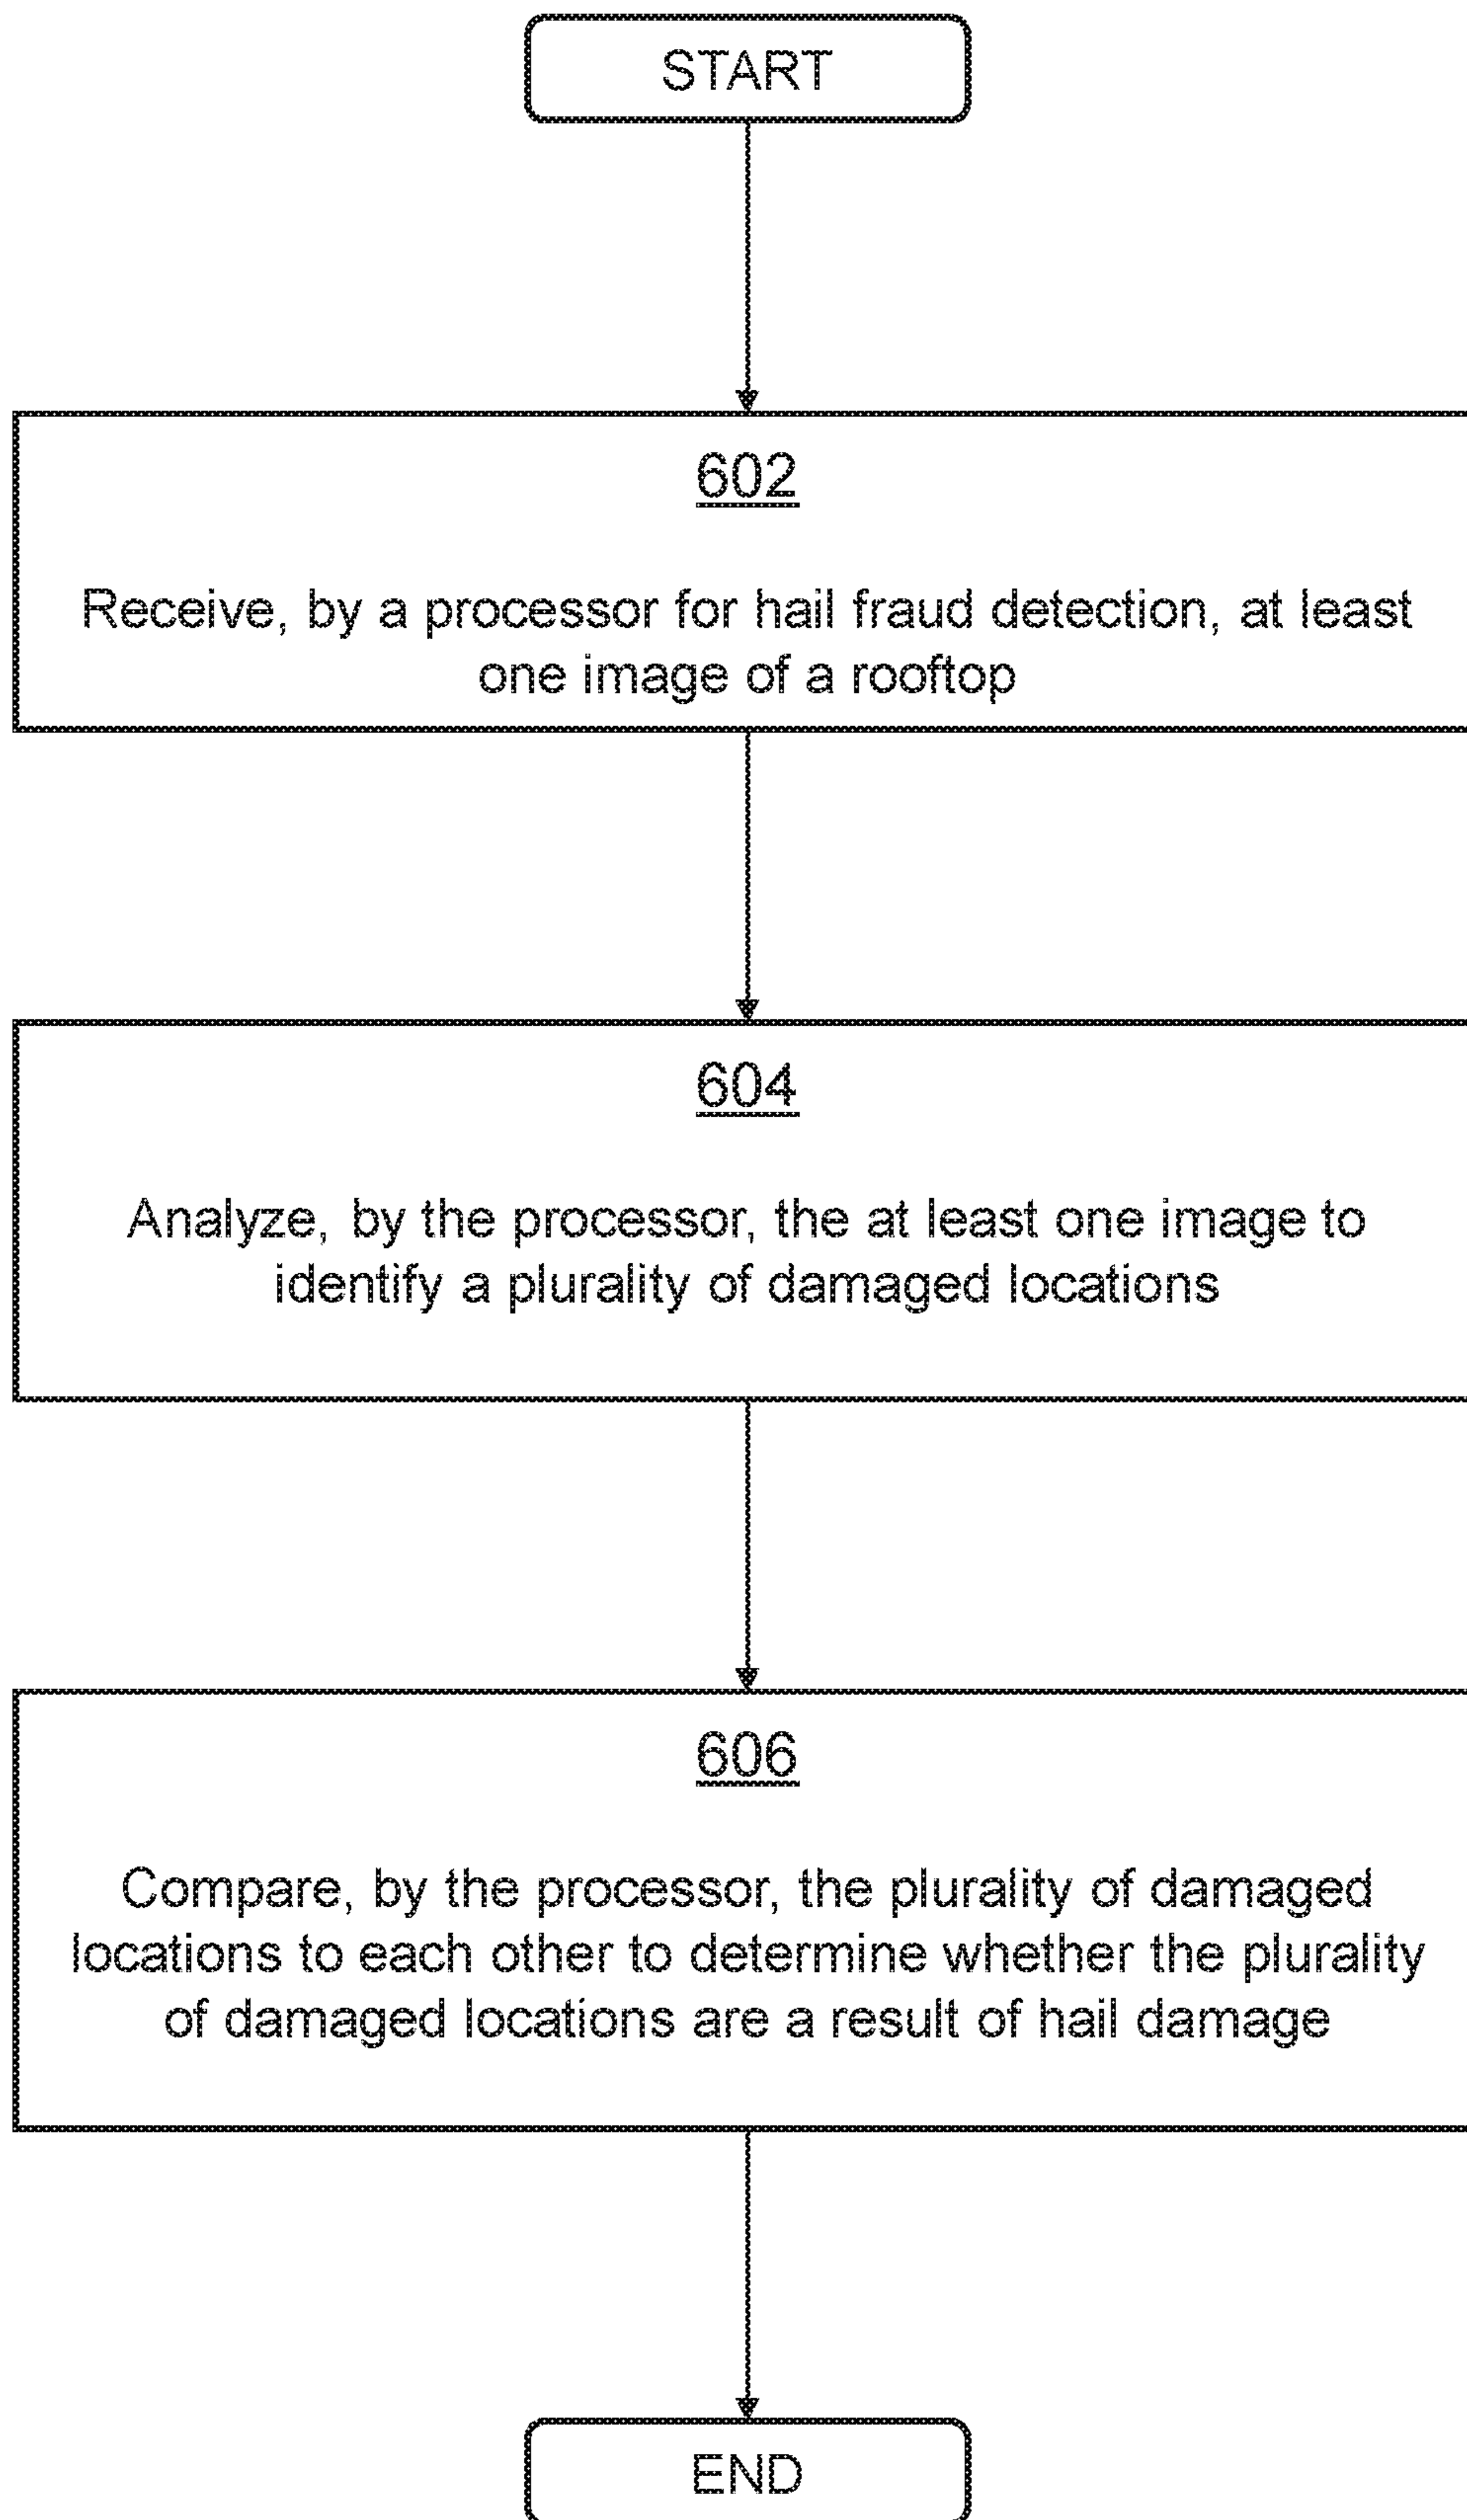 START
602
Receive, by a processor for hail fraud detection, at least
one image of a rooftop
604
Analyze, by the processor, the at least one image to
identify a plurality of damaged locations
606
Compare, by the processor, the plurality of damaged
locations to each other to determine whether the plurality
of damaged locations are a result of hail damage
END